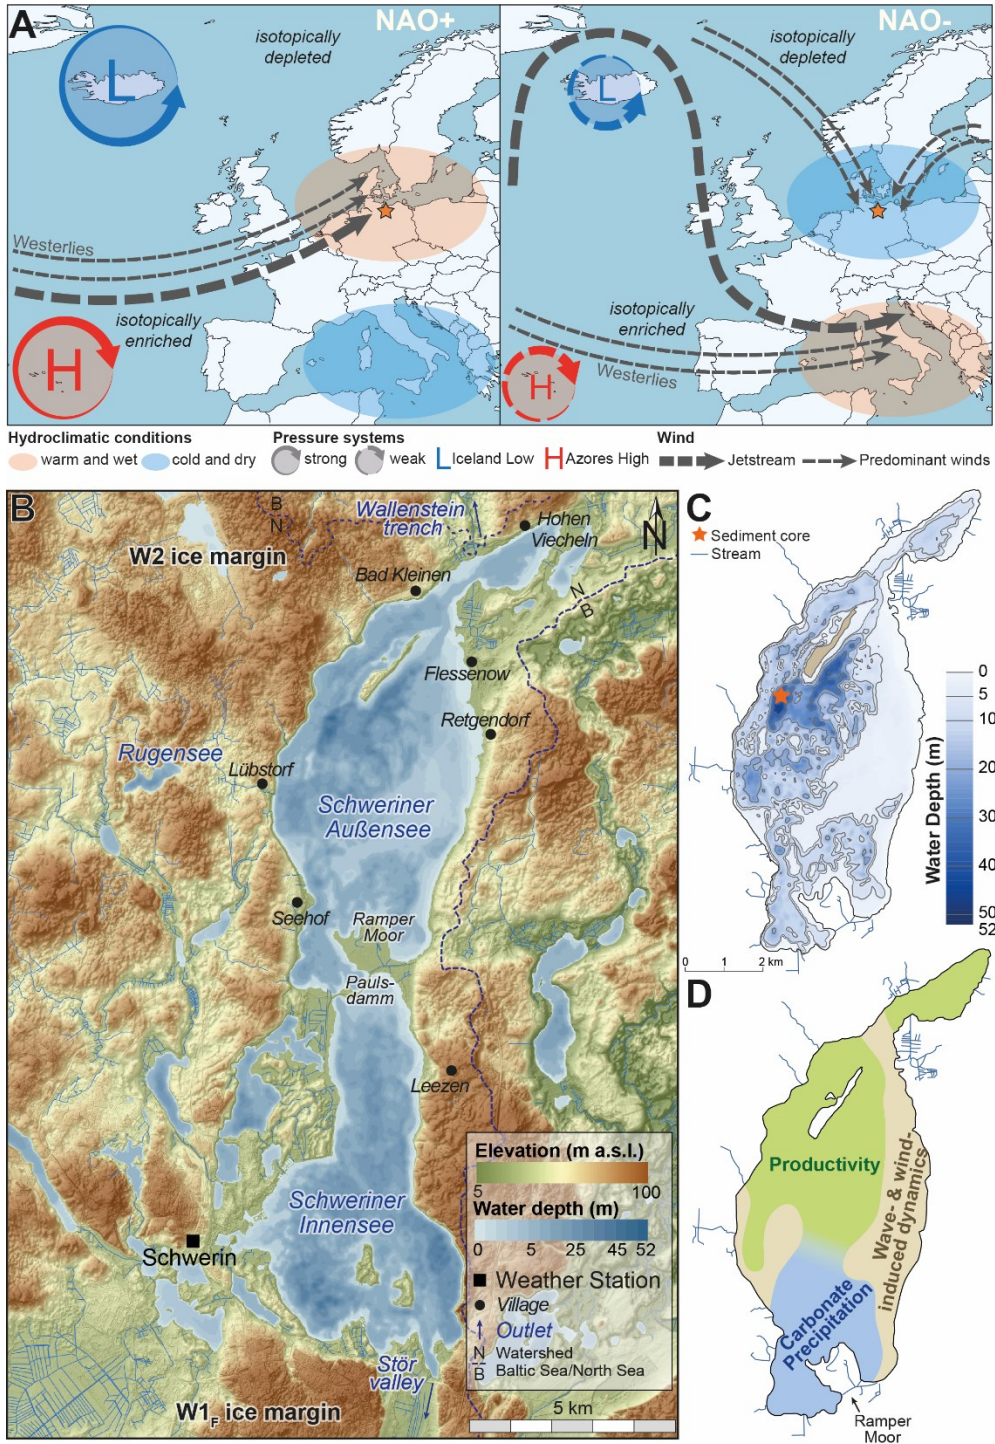 A
NAO+
isotopically
depleted
L
Westerlies
isotopically
enriched
H
NAO-
isotopically
depleted
L
isotopically
enriched
Westerlies
H
Hydroclimatic conditions
warm and wet
cold and dry
Pressure systems
strong
weak
L Iceland Low
H Azores High
Wind
Jetstream
Predominant winds
B
W2 ice margin
B
N
Wallenstein
trench
Hohen
Viecheln
N
Bad Kleinen
N
B
Flessenow
Retgendorf
Rugensee
Lübstorf
Schweriner
Außensee
Seehof
Ramper
Moor
Pauls-
damm
Leezen
Schweriner
Innensee
Schwerin
Stör
valley
W1F ice margin
Elevation (m a.s.l.)
5 100
Water depth (m)
0 5 25 45 52
Weather Station
Village
Outlet
N Watershed
B Baltic Sea/North Sea
5 km
C
Sediment core
Stream
Water Depth (m)
0
5
10
20
30
40
50
52
0 1 2 km
D
Productivity
Wave- & wind-
induced dynamics
Carbonate
Precipitation
Ramper
Moor